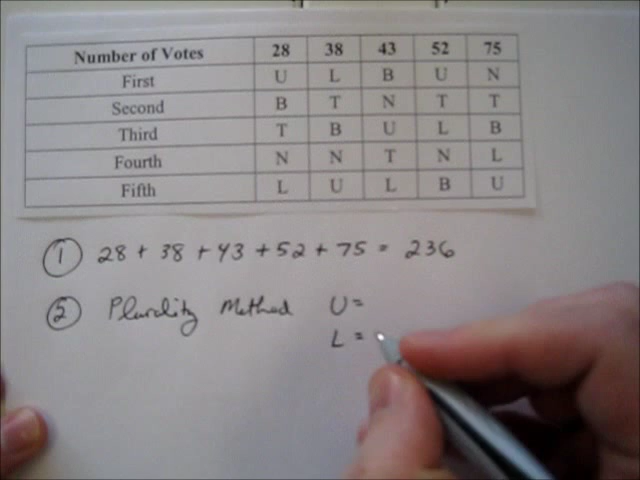 Number of Votes 28 38 43 52 75
First U L B U N
Second B T N T T
Third T B U L B
Fourth N N T N L
Fifth L U L B U
1 28 + 38 + 43 + 52 + 75 = 236
2 Plurality Method U =
L =